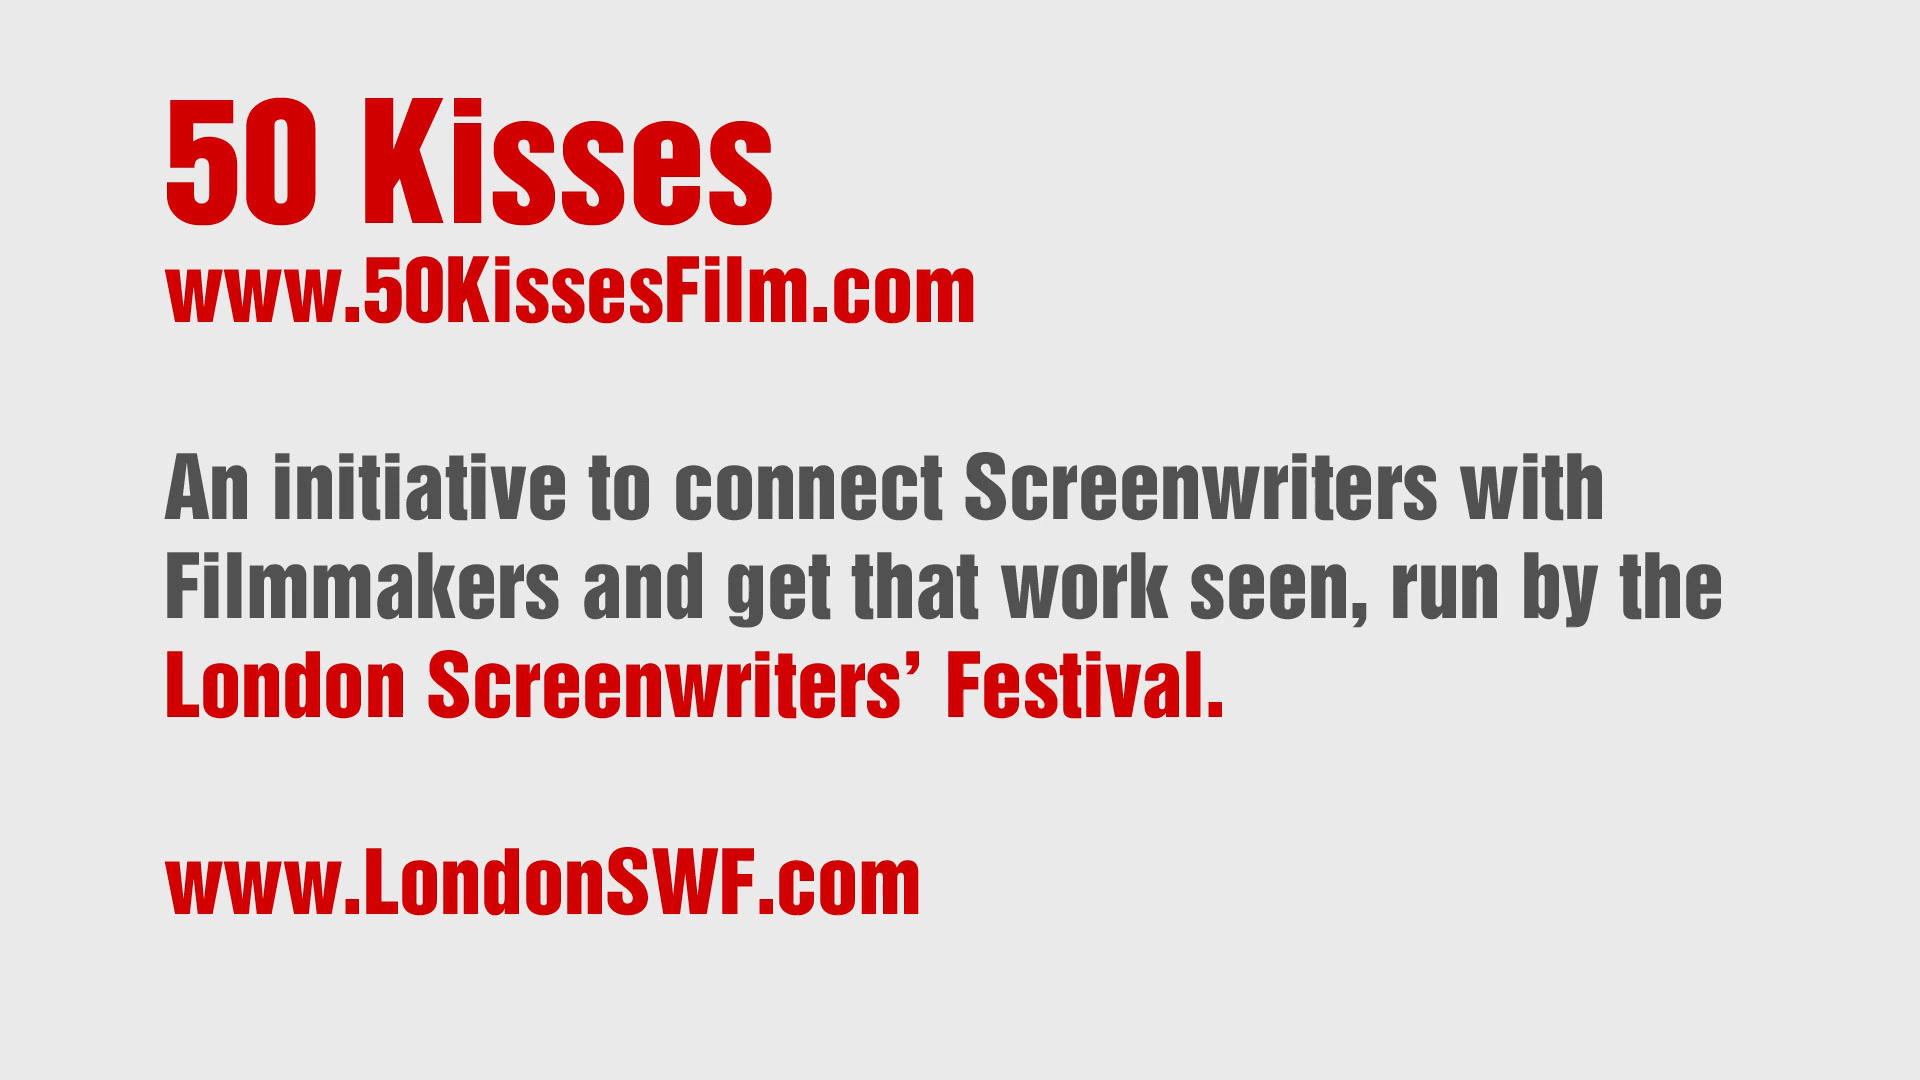 50 Kisses
www.50KissesFilm.com
An initiative to connect Screenwriters with
Filmmakers and get that work seen, run by the
London Screenwriters’ Festival.
www.LondonSWF.com